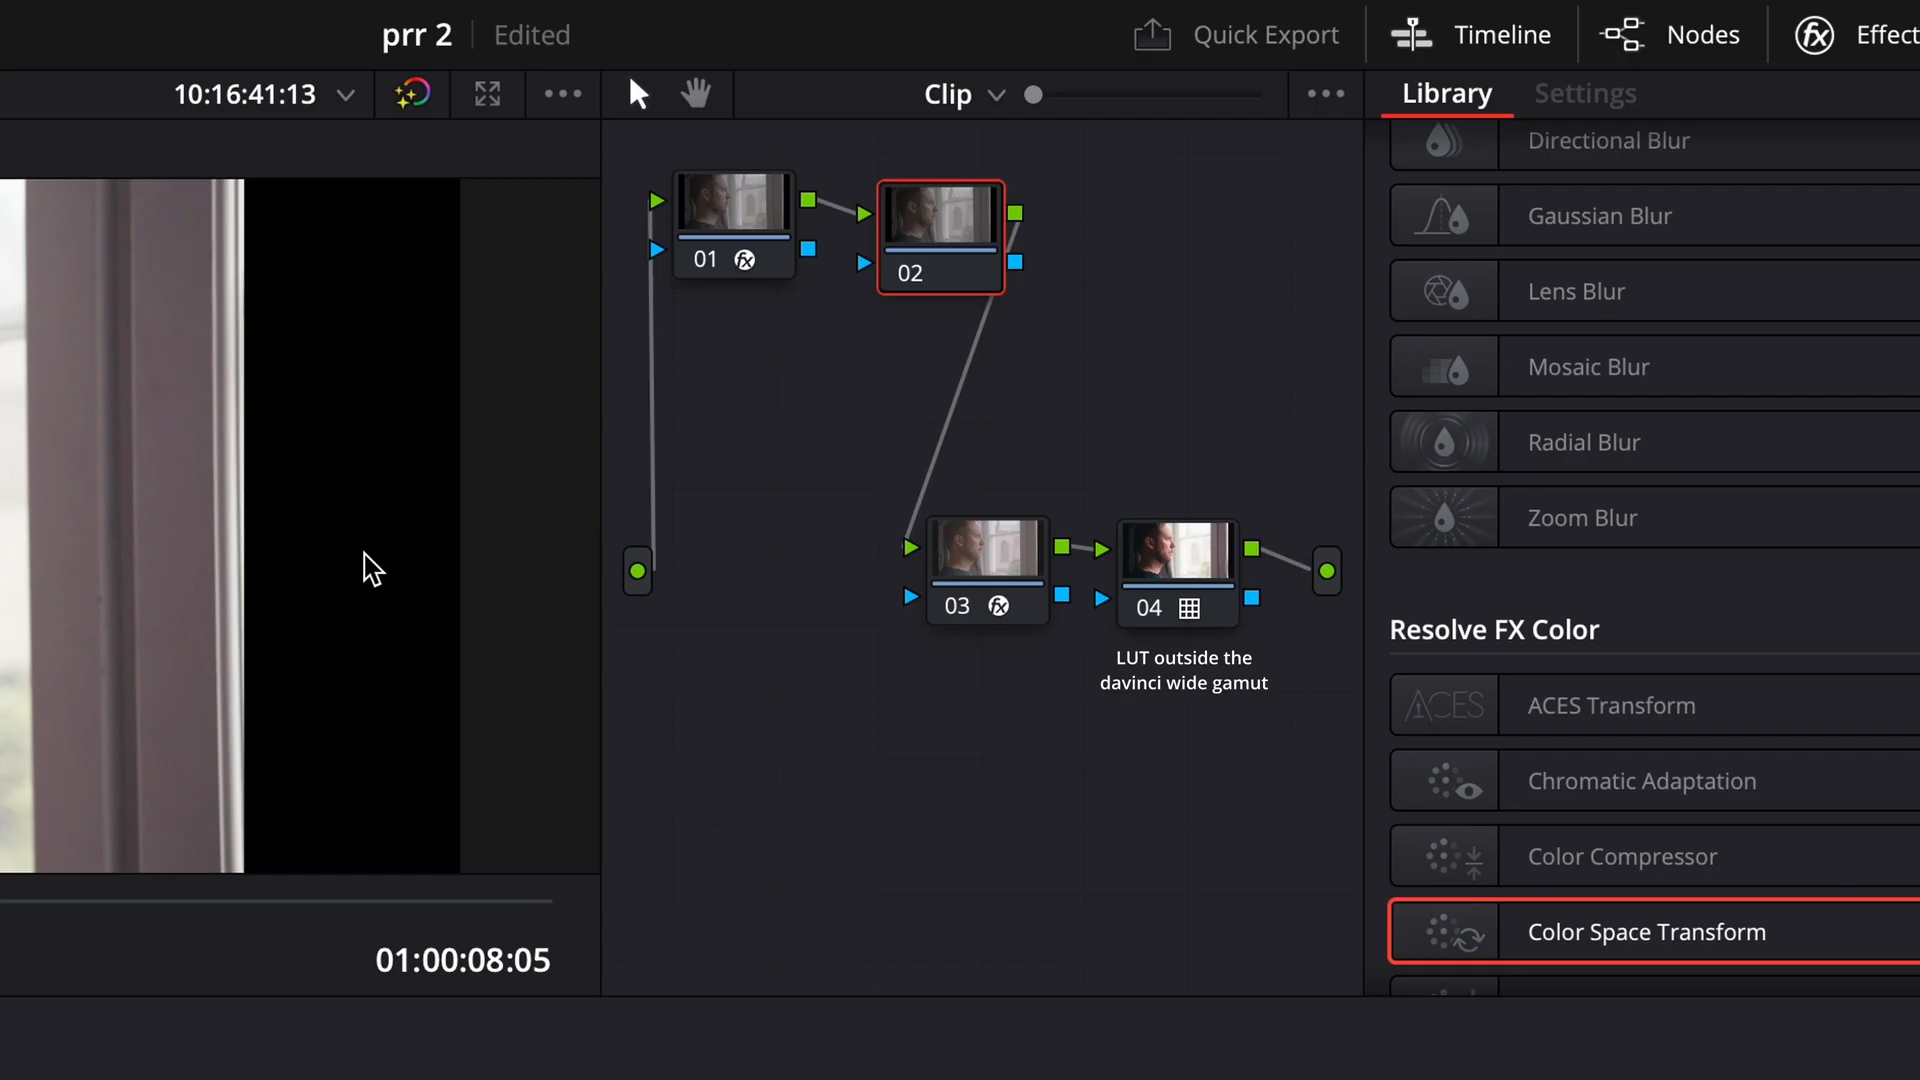 prr 2
Edited
Quick Export
Timeline
Nodes
Effect
10:16:41:13
Clip
Library
Settings
01
02
03
04
LUT outside the
davinci wide gamut
01:00:08:05
Directional Blur
Gaussian Blur
Lens Blur
Mosaic Blur
Radial Blur
Zoom Blur
Resolve FX Color
ACES
ACES Transform
Chromatic Adaptation
Color Compressor
Color Space Transform